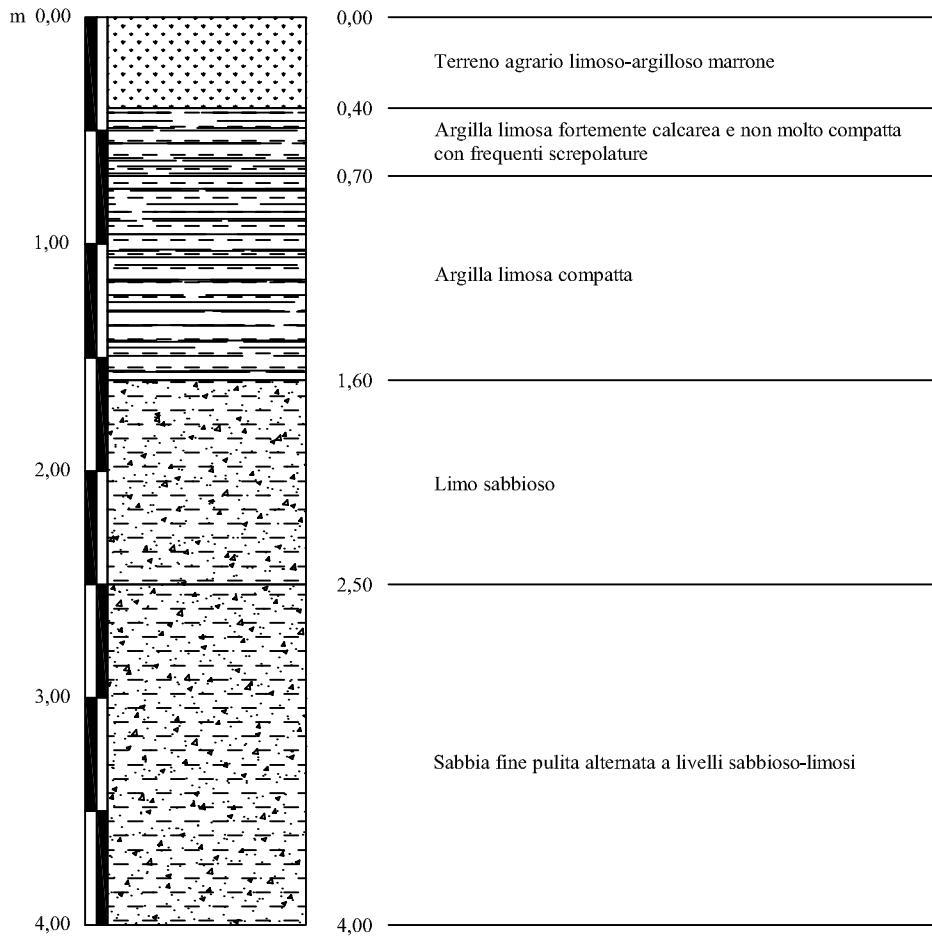 m 0,00
0,00
Terreno agrario limoso-argilloso marrone
0,40
Argilla limosa fortemente calcarea e non molto compatta
con frequenti screpolature
0,70
1,00
Argilla limosa compatta
1,60
2,00
Limo sabbioso
2,50
3,00
Sabbia fine pulita alternata a livelli sabbioso-limosi
4,00
4,00